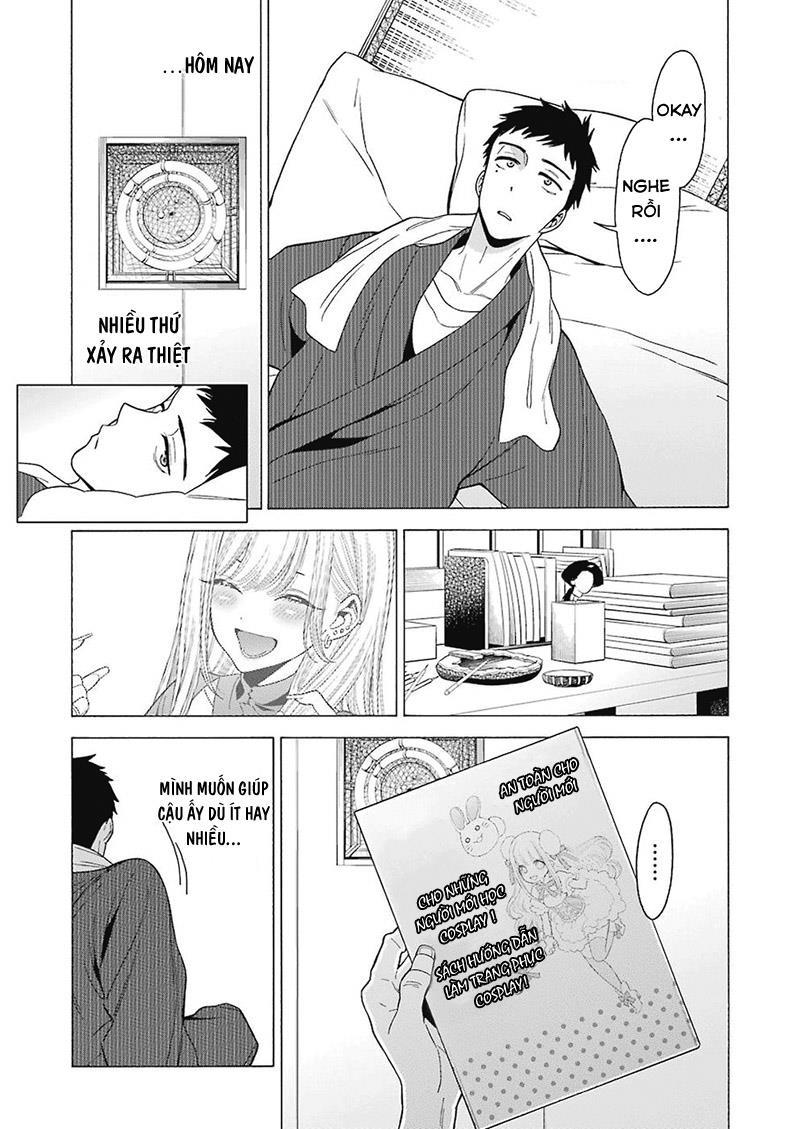 OKAY
...
NGHE
RỒI
....
...HÔM NAY
NHIỀU THỨ
XẢY RA THIỆT
AN TOÀN CHO
NGƯỜI MỚI
CHO NHỮNG
NGƯỜI MỚI HỌC
COSPLAY !
SÁCH HƯỚNG DẪN
LÀM TRANG PHỤC
COSPLAY!
......
MÌNH MUỐN GIÚP
CẬU ẤY DÙ ÍT HAY
NHIỀU...